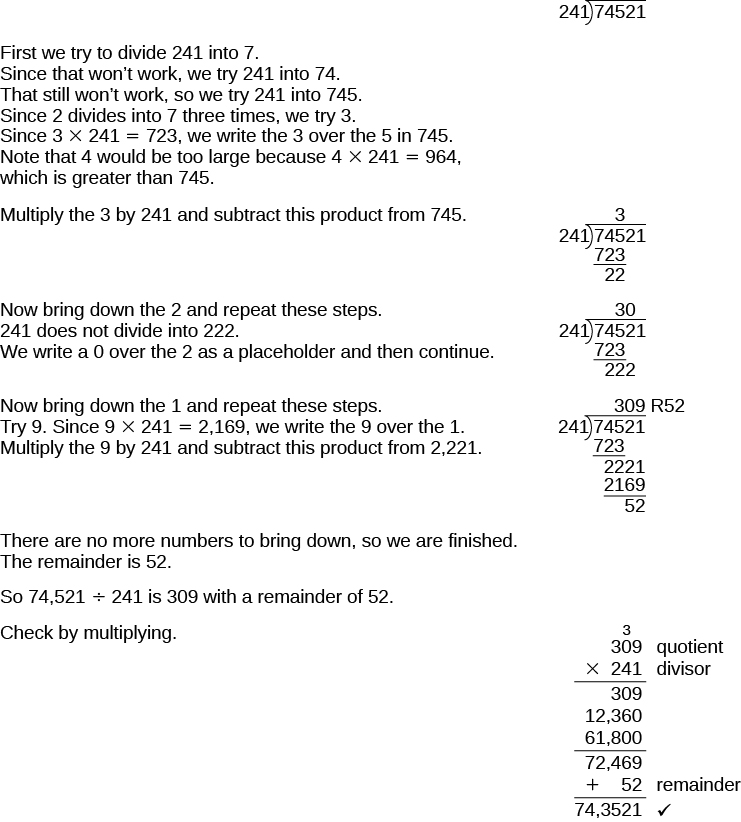 241)74521
First we try to divide 241 into 7.
Since that won't work, we try 241 into 74.
That still won't work, so we try 241 into 745.
Since 2 divides into 7 three times, we try 3.
Since 3 × 241 = 723, we write the 3 over the 5 in 745.
Note that 4 would be too large because 4 × 241 = 964,
which is greater than 745.
Multiply the 3 by 241 and subtract this product from 745.
3
241)74521
723
22
Now bring down the 2 and repeat these steps.
241 does not divide into 222.
We write a 0 over the 2 as a placeholder and then continue.
30
241)74521
723
222
Now bring down the 1 and repeat these steps.
Try 9. Since 9 × 241 = 2,169, we write the 9 over the 1.
Multiply the 9 by 241 and subtract this product from 2,221.
309 R52
241)74521
723
2221
2169
52
There are no more numbers to bring down, so we are finished.
The remainder is 52.
So 74,521 ÷ 241 is 309 with a remainder of 52.
Check by multiplying.
3
309 quotient
× 241 divisor
309
12,360
61,800
72,469
+ 52 remainder
74,3521 ✓